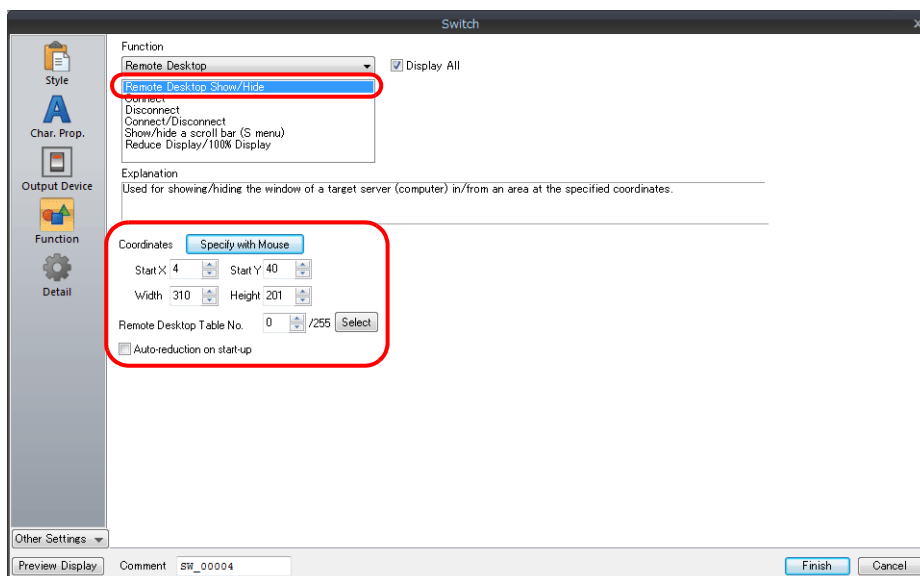 Switch
Style
Char. Prop.
Output Device
Function
Detail
Other Settings
Function
Remote Desktop
Display All
Remote Desktop Show/Hide
Connect
Disconnect
Connect/Disconnect
Show/hide a scroll bar (S menu)
Reduce Display/100% Display
Explanation
Used for showing/hiding the window of a target server (computer) in/from an area at the specified coordinates.
Coordinates Specify with Mouse
Start X 4 Start Y 40
Width 310 Height 201
Remote Desktop Table No. 0 /255 Select
Auto-reduction on start-up
Preview Display Comment SW_00004 Finish Cancel